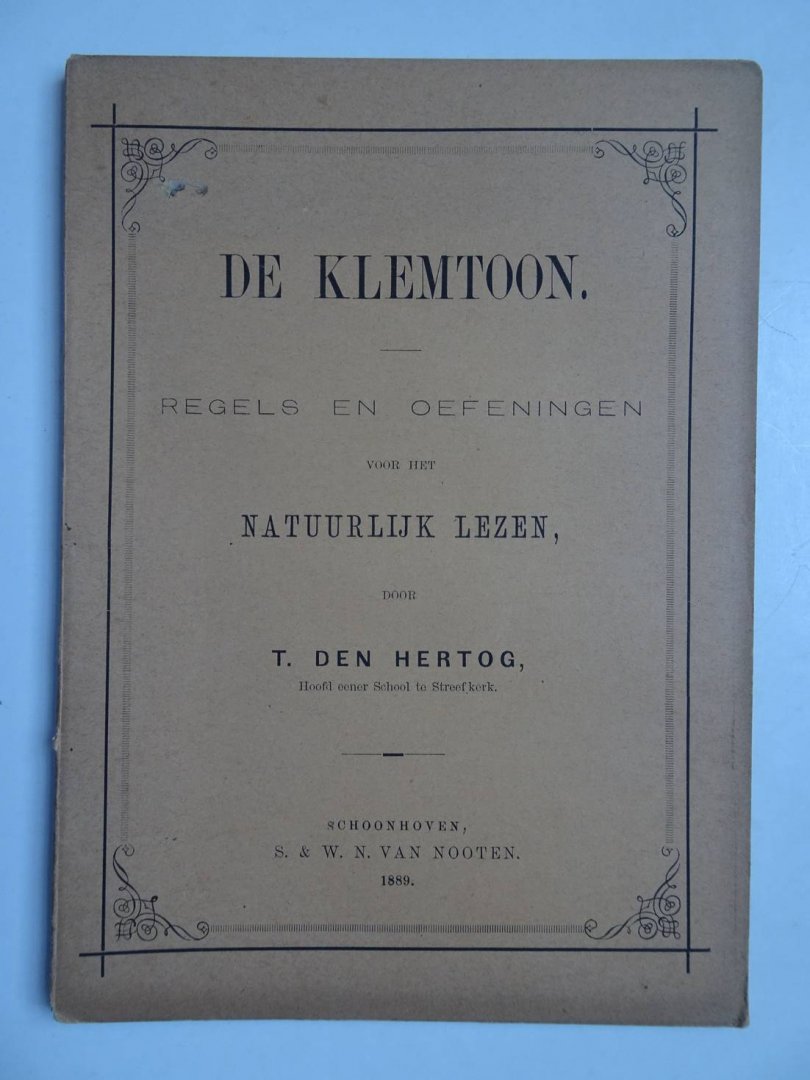 DE KLEMTOON.
REGELS EN OEFENINGEN
VOOR HET
NATUURLIJK LEZEN,
DOOR
T. DEN HERTOG,
Hoofd eener School te Streefkerk.
SCHOONHOVEN,
S. & W. N. VAN NOOTEN.
1889.